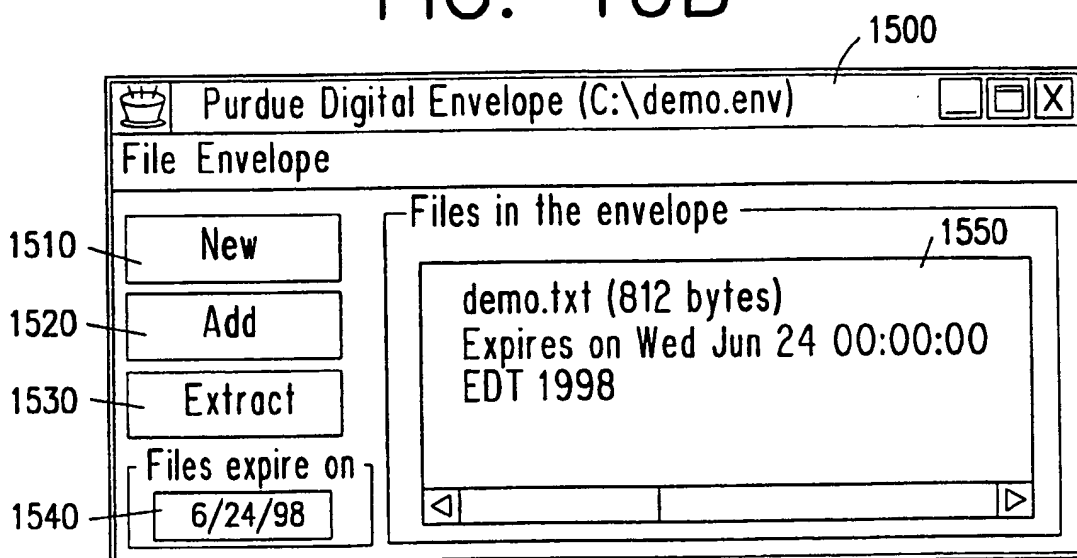 1500
Purdue Digital Envelope (C:\demo.env)
File Envelope
1510
New
1520
Add
1530
Extract
Files expire on
1540
6/24/98
Files in the envelope
1550
demo.txt (812 bytes)
Expires on Wed Jun 24 00:00:00
EDT 1998